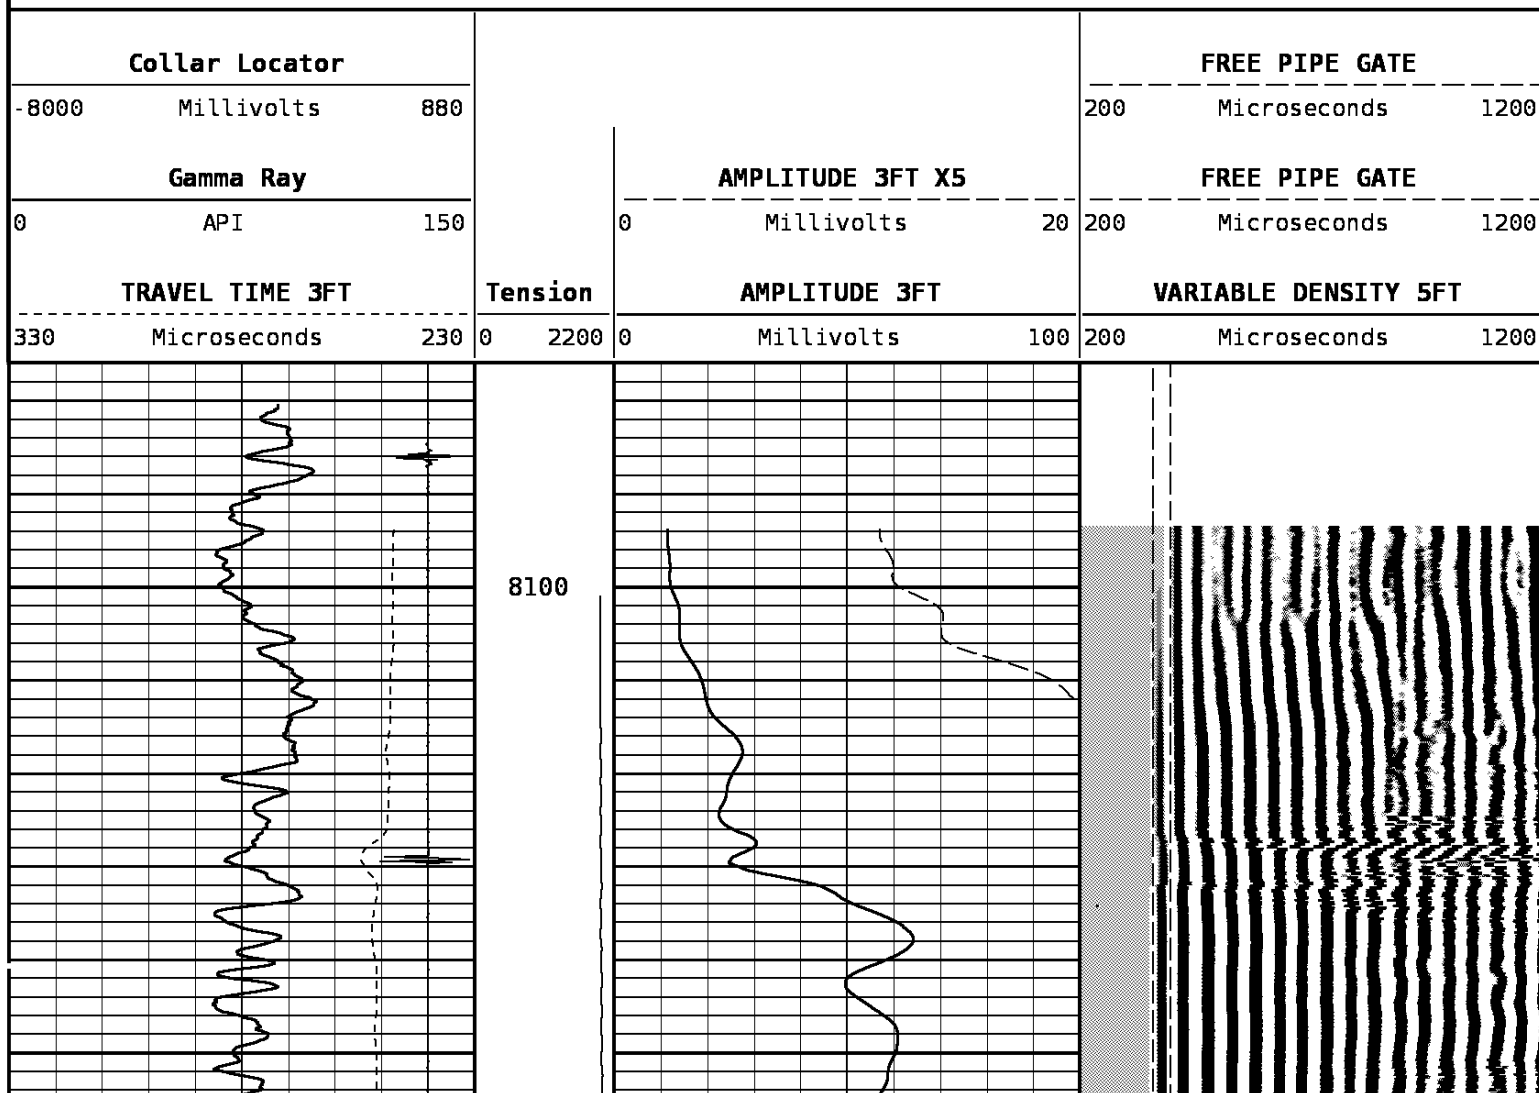 Collar Locator
-8000 Millivolts 880
Gamma Ray
0 API 150
TRAVEL TIME 3FT
330 Microseconds 230
Tension
0 2200
AMPLITUDE 3FT X5
0 Millivolts 20
AMPLITUDE 3FT
0 Millivolts 100
FREE PIPE GATE
200 Microseconds 1200
FREE PIPE GATE
200 Microseconds 1200
VARIABLE DENSITY 5FT
200 Microseconds 1200
8100